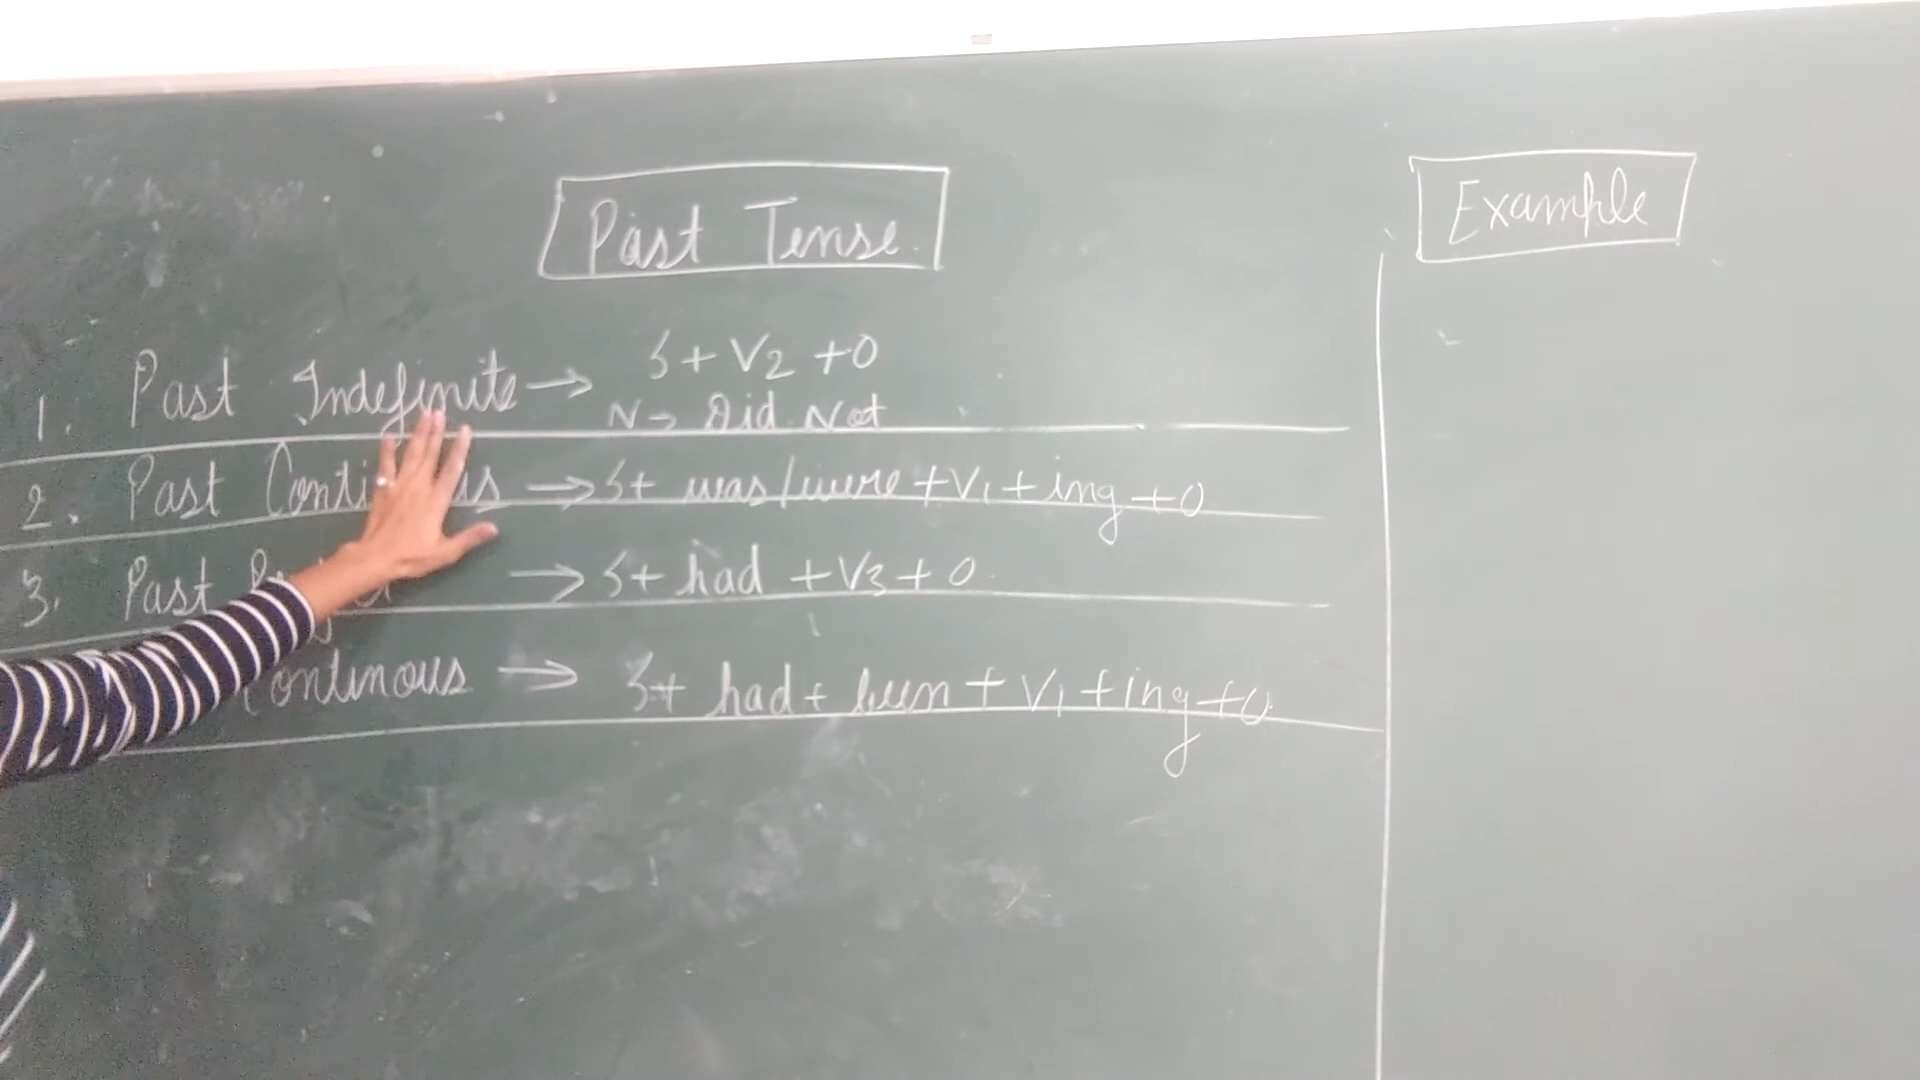 Past Tense.
Example
1. Past Indefinite → S + V2 + O
N → Did Not
2. Past → S + was/were + V1 + ing + O
3. Past → S + had + V3 + O.
Continous → S + had + been + V1 + ing + O.